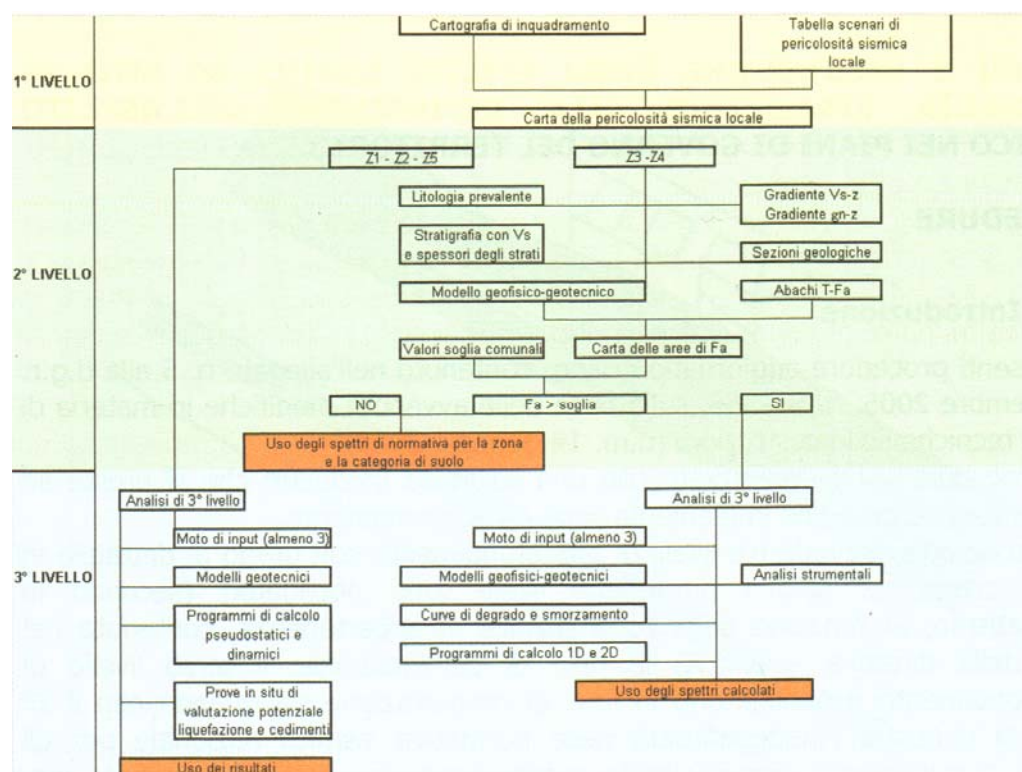 Cartografia di inquadramento
Tabella scenari di
pericolosità sismica
locale
1° LIVELLO
Carta della pericolosità sismica locale
Z1 - Z2 - Z5
Z3 -Z4
Litologia prevalente
Gradiente Vs-z
Gradiente gn-z
Stratigrafia con Vs
e spessori degli strati
Sezioni geologiche
2° LIVELLO
Modello geofisico-geotecnico
Abachi T-Fa
Valori soglia comunali
Carta delle aree di Fa
NO
Fa > soglia
SI
Uso degli spettri di normativa per la zona
e la categoria di suolo
Analisi di 3° livello
Analisi di 3° livello
Moto di input (almeno 3)
Moto di input (almeno 3)
3° LIVELLO
Modelli geotecnici
Modelli geofisici-geotecnici
Analisi strumentali
Programmi di calcolo
pseudostatici e
dinamici
Curve di degrado e smorzamento
Programmi di calcolo 1D e 2D
Prove in situ di
valutazione potenziale
liquefazione e cedimenti
Uso degli spettri calcolati
Uso dei risultati